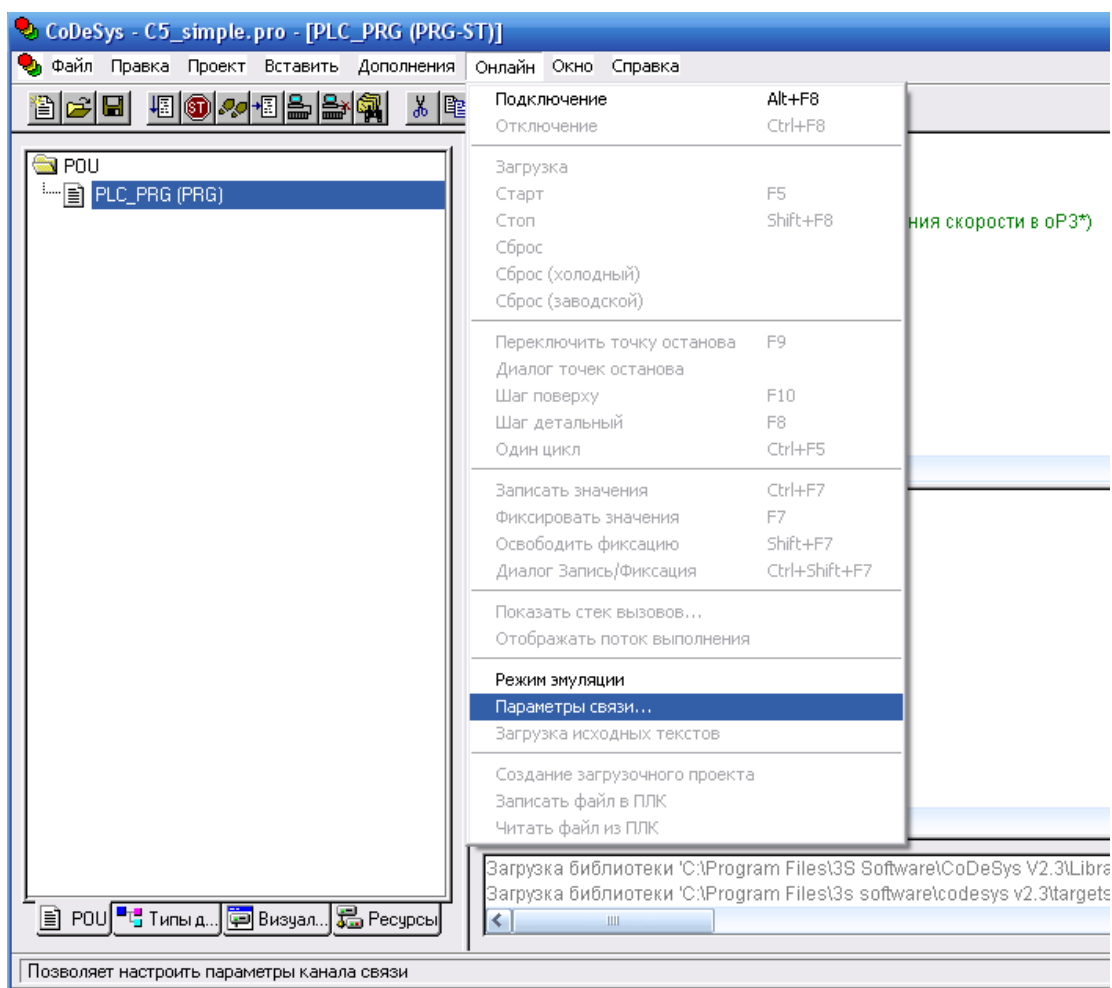 CoDeSys - C5_simple.pro - [PLC_PRG (PRG-ST)]
Файл Правка Проект Вставить Дополнения Онлайн Окно Справка
Подключение Alt+F8
Отключение Ctrl+F8
Загрузка
Старт F5
Стоп Shift+F8
Сброс
Сброс (холодный)
Сброс (заводской)
Переключить точку останова F9
Диалог точек останова
Шаг поверху F10
Шаг детальный F8
Один цикл Ctrl+F5
Записать значения Ctrl+F7
Фиксировать значения F7
Освободить фиксацию Shift+F7
Диалог Запись/Фиксация Ctrl+Shift+F7
Показать стек вызовов...
Отображать поток выполнения
Режим эмуляции
Параметры связи...
Загрузка исходных текстов
Создание загрузочного проекта
Записать файл в ПЛК
Читать файл из ПЛК
POU
PLC_PRG (PRG)
ния скорости в оРЗ*)
Загрузка библиотеки 'C:\Program Files\3S Software\CoDeSys V2.3\Libra
Загрузка библиотеки 'C:\Program Files\3s software\codesys v2.3\targets
POU Типы д... Визуал... Ресурсы
Позволяет настроить параметры канала связи